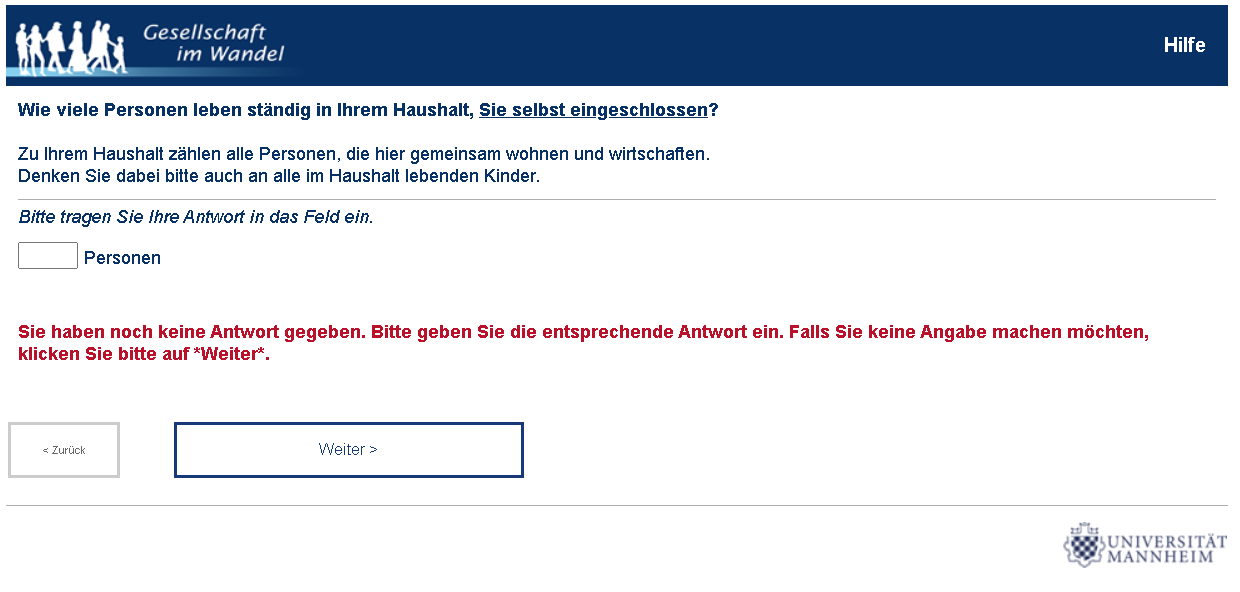 Gesellschaft
im Wandel
Hilfe
Wie viele Personen leben ständig in Ihrem Haushalt, Sie selbst eingeschlossen?
Zu Ihrem Haushalt zählen alle Personen, die hier gemeinsam wohnen und wirtschaften.
Denken Sie dabei bitte auch an alle im Haushalt lebenden Kinder.
Bitte tragen Sie Ihre Antwort in das Feld ein.
Personen
Sie haben noch keine Antwort gegeben. Bitte geben Sie die entsprechende Antwort ein. Falls Sie keine Angabe machen möchten,
klicken Sie bitte auf *Weiter*.
< Zurück
Weiter >
UNIVERSITÄT
MANNHEIM